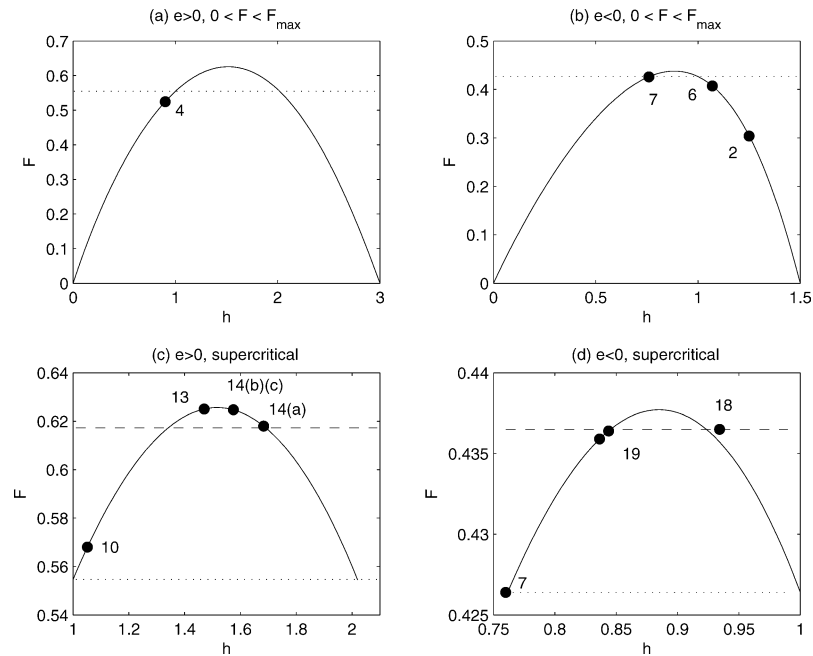 (a) e>0, 0 < F < Fmax
0.7
0.6
0.5
0.4
0.3
0.2
0.1
0
F
4
0 1 2 3
h
(b) e<0, 0 < F < Fmax
0.5
0.4
0.3
0.2
0.1
0
F
7
6
2
0 0.5 1 1.5
h
(c) e>0, supercritical
0.64
0.62
0.6
0.58
0.56
0.54
F
14(b)(c)
13
14(a)
10
1 1.2 1.4 1.6 1.8 2
h
(d) e<0, supercritical
0.44
0.435
0.43
0.425
F
18
19
7
0.75 0.8 0.85 0.9 0.95 1
h